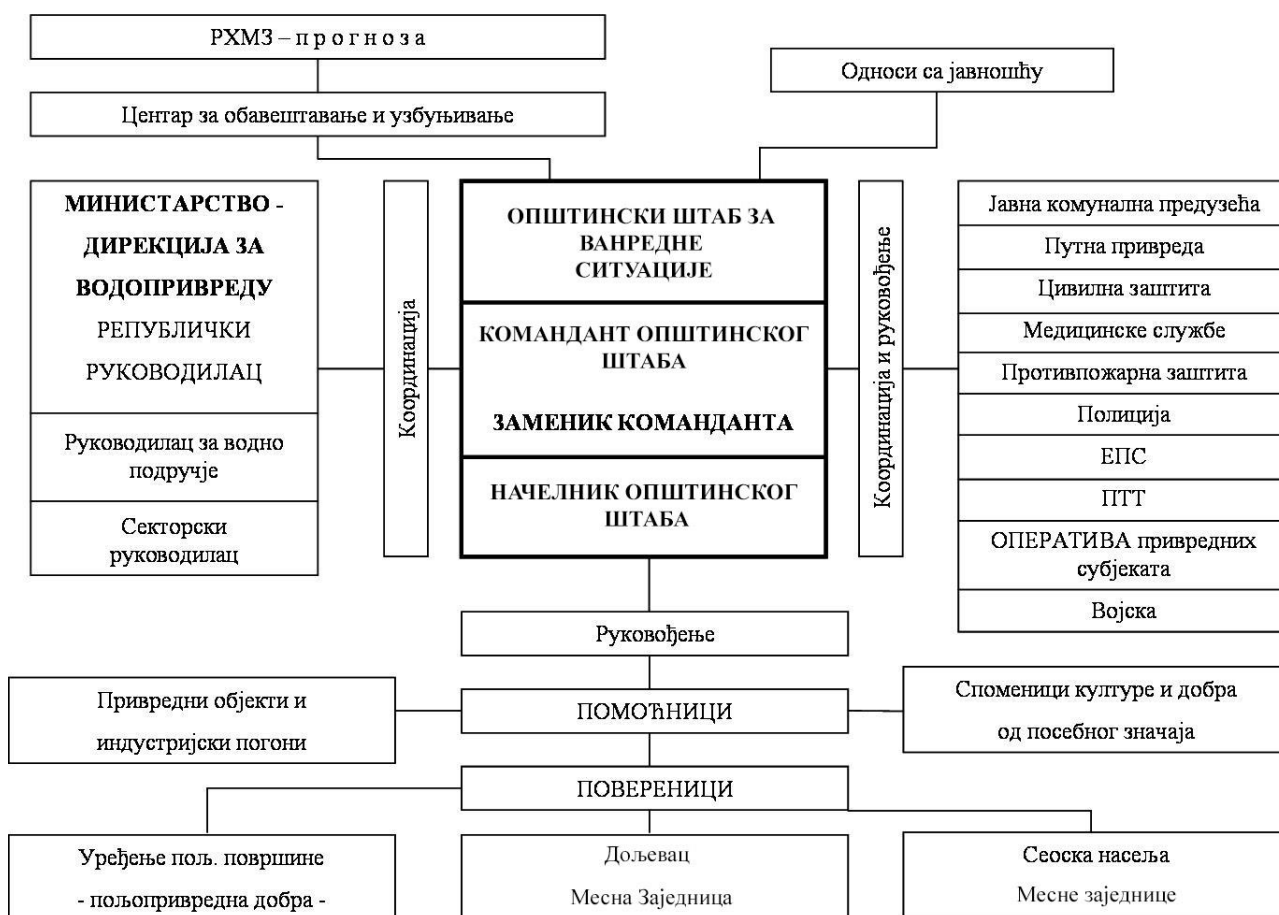 РХМЗ – п р о г н о з а
Односи са јавношћу
Центар за обавештавање и узбуњивање
МИНИСТАРСТВО -
ДИРЕКЦИЈА ЗА
ВОДОПРИВРЕДУ
РЕПУБЛИЧКИ
РУКОВОДИЛАЦ
Руководилац за водно
подручје
Секторски
руководилац
Координација
ОПШТИНСКИ ШТАБ ЗА
ВАНРЕДНЕ
СИТУАЦИЈЕ
КОМАНДАНТ ОПШТИНСКОГ
ШТАБА
ЗАМЕНИК КОМАНДАНТА
НАЧЕЛНИК ОПШТИНСКОГ
ШТАБА
Координација и руковођење
Јавна комунална предузећа
Путна привреда
Цивилна заштита
Медицинске службе
Противпожарна заштита
Полиција
ЕПС
ПТТ
ОПЕРАТИВА привредних
субјеката
Војска
Руковођење
Привредни објекти и
индустријски погони
ПОМОЋНИЦИ
Споменици културе и добра
од посебног значаја
ПОВЕРЕНИЦИ
Уређење пољ. површине
- пољопривредна добра -
Дољевац
Месна Заједница
Сеоска насеља
Месне заједнице